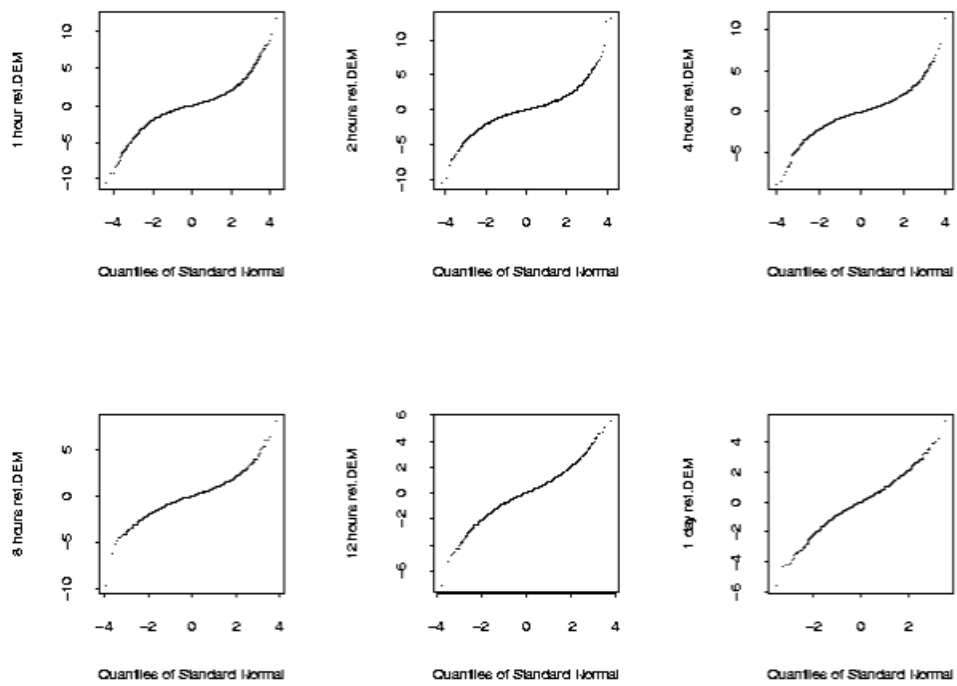 1 hour ret.DEM
10
5
0
-5
-10
-4 -2 0 2 4
Quantiles of Standard Normal
2 hours ret.DEM
10
5
0
-5
-10
-4 -2 0 2 4
Quantiles of Standard Normal
4 hours ret.DEM
10
5
0
-5
-4 -2 0 2 4
Quantiles of Standard Normal
8 hours ret.DEM
5
0
-5
-10
-4 -2 0 2 4
Quantiles of Standard Normal
12 hours ret.DEM
6
4
2
0
-2
-6
-4 -2 0 2 4
Quantiles of Standard Normal
1 day ret.DEM
4
2
0
-2
-4
-6
-2 0 2
Quantiles of Standard Normal